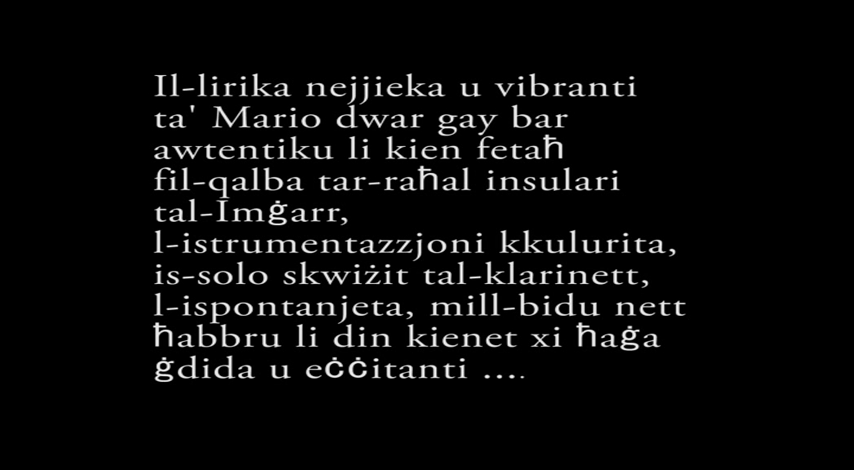 Il-lirika nejjieka u vibranti
ta' Mario dwar gay bar
awtentiku li kien fetaħ
fil-qalba tar-raħal insulari
tal-Imġarr,
l-istrumentazzjoni kkulurita,
is-solo skwiżit tal-klarinett,
l-ispontanjeta, mill-bidu nett
ħabbru li din kienet xi ħaġa
ġdida u eċċitanti ....